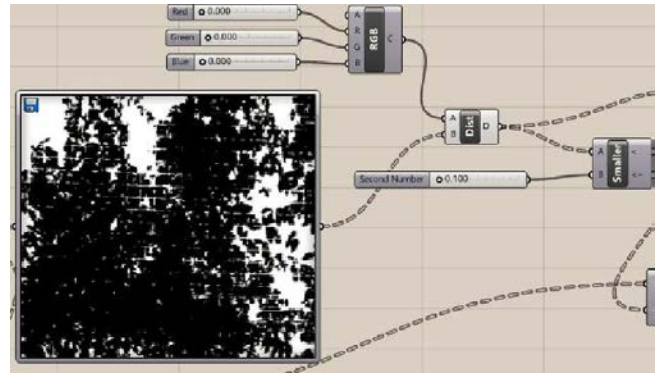 Red 0.000
Green 0.000
Blue 0.000
A
R
G
B
RGB
C
A
B
Dist
D
Second Number 0.100
A
B
Smaller
<
<=